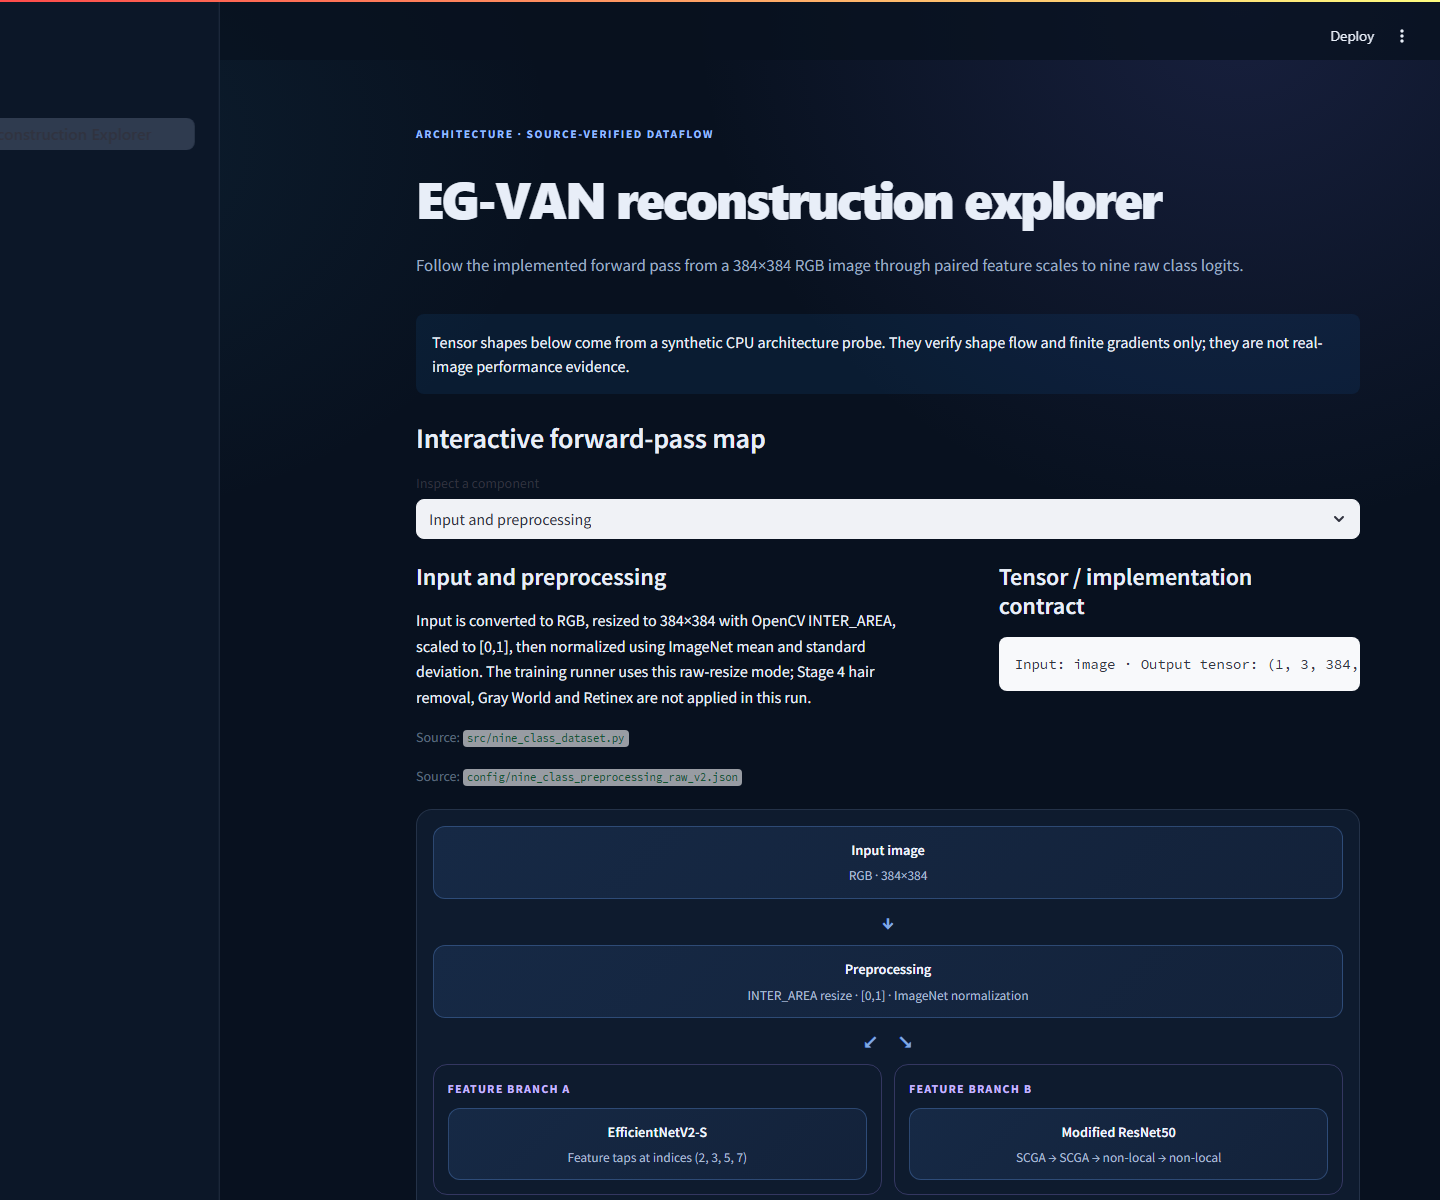 Deploy
construction Explorer
ARCHITECTURE · SOURCE-VERIFIED DATAFLOW
EG-VAN reconstruction explorer
Follow the implemented forward pass from a 384×384 RGB image through paired feature scales to nine raw class logits.
Tensor shapes below come from a synthetic CPU architecture probe. They verify shape flow and finite gradients only; they are not real-
image performance evidence.
Interactive forward-pass map
Inspect a component
Input and preprocessing
Input and preprocessing
Input is converted to RGB, resized to 384×384 with OpenCV INTER_AREA,
scaled to [0,1], then normalized using ImageNet mean and standard
deviation. The training runner uses this raw-resize mode; Stage 4 hair
removal, Gray World and Retinex are not applied in this run.
Source: src/nine_class_dataset.py
Source: config/nine_class_preprocessing_raw_v2.json
Tensor / implementation
contract
Input: image · Output tensor: (1, 3, 384,
Input image
RGB · 384×384
↓
Preprocessing
INTER_AREA resize · [0,1] · ImageNet normalization
↙ ↘
FEATURE BRANCH A
EfficientNetV2-S
Feature taps at indices (2, 3, 5, 7)
FEATURE BRANCH B
Modified ResNet50
SCGA → SCGA → non-local → non-local